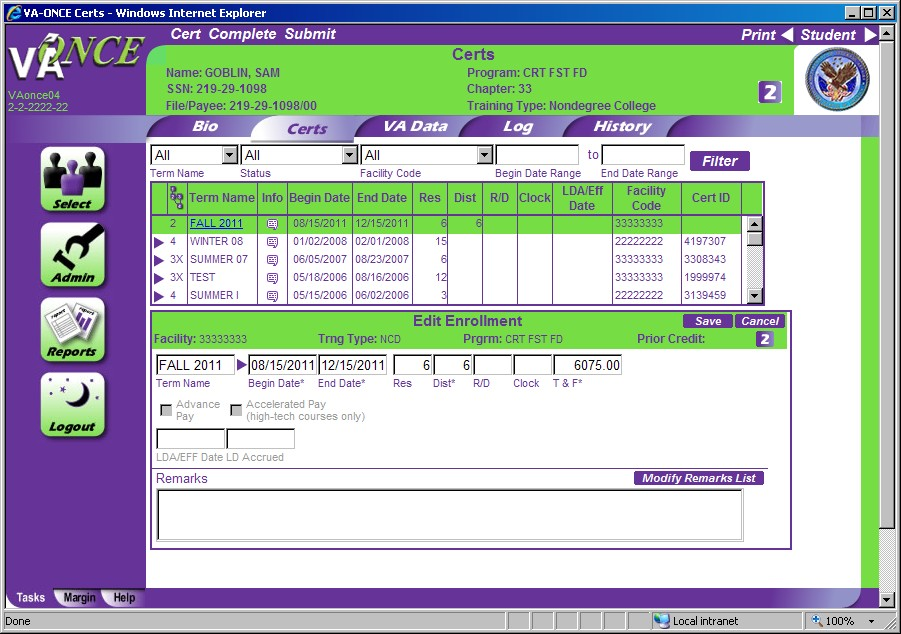 VA-ONCE Certs - Windows Internet Explorer
Cert Complete Submit Print Student
VA ONCE
VAonce04
2-2-2222-22
Certs
Name: GOBLIN, SAM Program: CRT FST FD
SSN: 219-29-1098 Chapter: 33
File/Payee: 219-29-1098/00 Training Type: Nondegree College
2
Bio Certs VA Data Log History
All All All to Filter
Term Name Status Facility Code Begin Date Range End Date Range
Term Name Info Begin Date End Date Res Dist R/D Clock LDA/Eff Date Facility Code Cert ID
2 FALL 2011 08/15/2011 12/15/2011 6 6 33333333
4 WINTER 08 01/02/2008 02/01/2008 15 22222222 4197307
3X SUMMER 07 06/05/2007 08/23/2007 6 33333333 3308343
3X TEST 05/18/2006 08/16/2006 12 33333333 1999974
4 SUMMER I 05/15/2006 06/02/2006 3 22222222 3139459
Edit Enrollment Save Cancel
Facility: 33333333 Trng Type: NCD Prgrm: CRT FST FD Prior Credit: 2
FALL 2011 08/15/2011 12/15/2011 6 6 6075.00
Term Name Begin Date* End Date* Res Dist* R/D Clock T & F*
Advance Pay Accelerated Pay (high-tech courses only)
LDA/EFF Date LD Accrued
Remarks Modify Remarks List
Select
Admin
report
report
Reports
Logout
Tasks Margin Help
Done Local intranet 100%